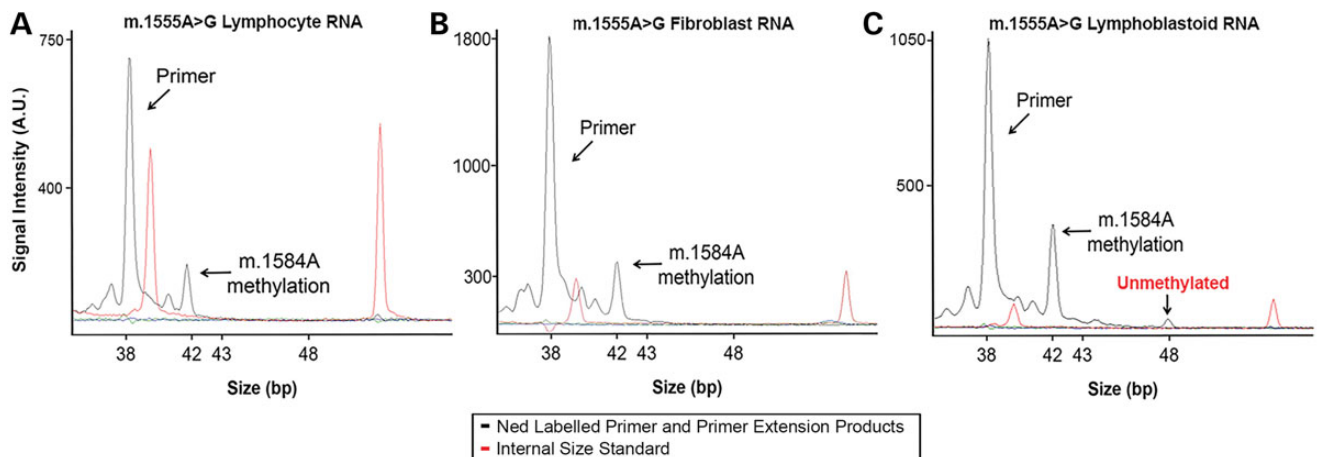 A
m.1555A>G Lymphocyte RNA
750
400
Signal Intensity (A.U.)
Primer
m.1584A
methylation
38 42 43 48
Size (bp)
B
m.1555A>G Fibroblast RNA
1800
1000
300
Primer
m.1584A
methylation
38 42 43 48
Size (bp)
C
m.1555A>G Lymphoblastoid RNA
1050
500
Primer
m.1584A
methylation
Unmethylated
38 42 43 48
Size (bp)
Ned Labelled Primer and Primer Extension Products
Internal Size Standard